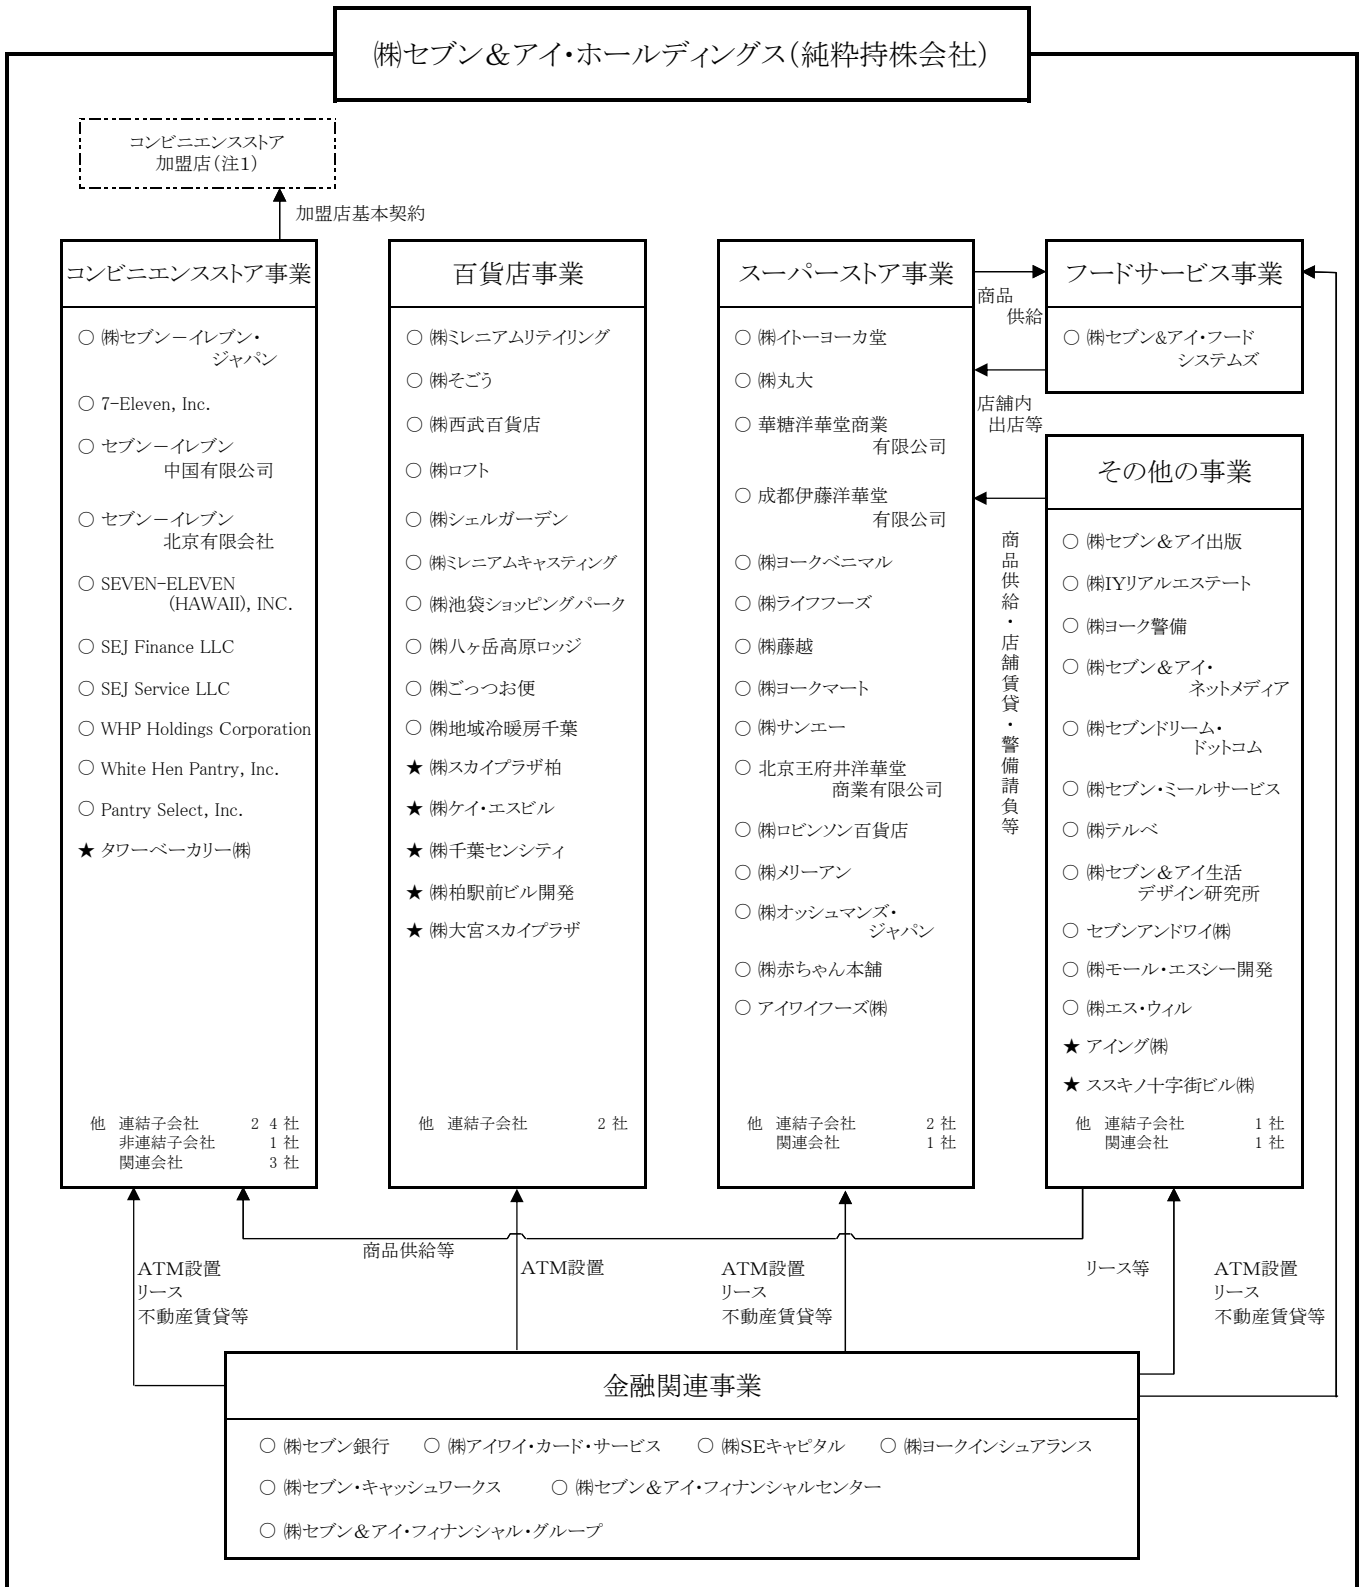 ㈱セブン＆アイ・ホールディングス（純粋持株会社）
コンビニエンスストア
加盟店（注１）
加盟店基本契約
コンビニエンスストア事業
○ ㈱セブン－イレブン・
ジャパン
○ 7-Eleven, Inc.
○ セブン－イレブン
中国有限公司
○ セブン－イレブン
北京有限会社
○ SEVEN-ELEVEN
(HAWAII), INC.
○ SEJ Finance LLC
○ SEJ Service LLC
○ WHP Holdings Corporation
○ White Hen Pantry, Inc.
○ Pantry Select, Inc.
★ タワーベーカリー㈱
他 連結子会社 ２４社
非連結子会社 １社
関連会社 ３社
百貨店事業
○ ㈱ミレニアムリテイリング
○ ㈱そごう
○ ㈱西武百貨店
○ ㈱ロフト
○ ㈱シェルガーデン
○ ㈱ミレニアムキャスティング
○ ㈱池袋ショッピングパーク
○ ㈱八ヶ岳高原ロッジ
○ ㈱ごっつお便
○ ㈱地域冷暖房千葉
★ ㈱スカイプラザ柏
★ ㈱ケイ・エスビル
★ ㈱千葉センシティ
★ ㈱柏駅前ビル開発
★ ㈱大宮スカイプラザ
他 連結子会社 ２社
スーパーストア事業
○ ㈱イトーヨーカ堂
○ ㈱丸大
○ 華糖洋華堂商業
有限公司
○ 成都伊藤洋華堂
有限公司
○ ㈱ヨークベニマル
○ ㈱ライフフーズ
○ ㈱藤越
○ ㈱ヨークマート
○ ㈱サンエー
○ 北京王府井洋華堂
商業有限公司
○ ㈱ロビンソン百貨店
○ ㈱メリーアン
○ ㈱オッシュマンズ・
ジャパン
○ ㈱赤ちゃん本舗
○ アイワイフーズ㈱
他 連結子会社 ２社
関連会社 １社
商品
供給
店舗内
出店等
商品供給・店舗賃貸・警備請負等
フードサービス事業
○ ㈱セブン&アイ・フード
システムズ
その他の事業
○ ㈱セブン＆アイ出版
○ ㈱IYリアルエステート
○ ㈱ヨーク警備
○ ㈱セブン＆アイ・
ネットメディア
○ ㈱セブンドリーム・
ドットコム
○ ㈱セブン・ミールサービス
○ ㈱テルベ
○ ㈱セブン＆アイ生活
デザイン研究所
○ セブンアンドワイ㈱
○ ㈱モール・エスシー開発
○ ㈱エス・ウィル
★ アイング㈱
★ ススキノ十字街ビル㈱
他 連結子会社 １社
関連会社 １社
商品供給等
ATM設置
リース
不動産賃貸等
ATM設置
ATM設置
リース
不動産賃貸等
リース等
ATM設置
リース
不動産賃貸等
金融関連事業
○ ㈱セブン銀行 ○ ㈱アイワイ・カード・サービス ○ ㈱SEキャピタル ○ ㈱ヨークインシュアランス
○ ㈱セブン・キャッシュワークス ○ ㈱セブン＆アイ・フィナンシャルセンター
○ ㈱セブン＆アイ・フィナンシャル・グループ